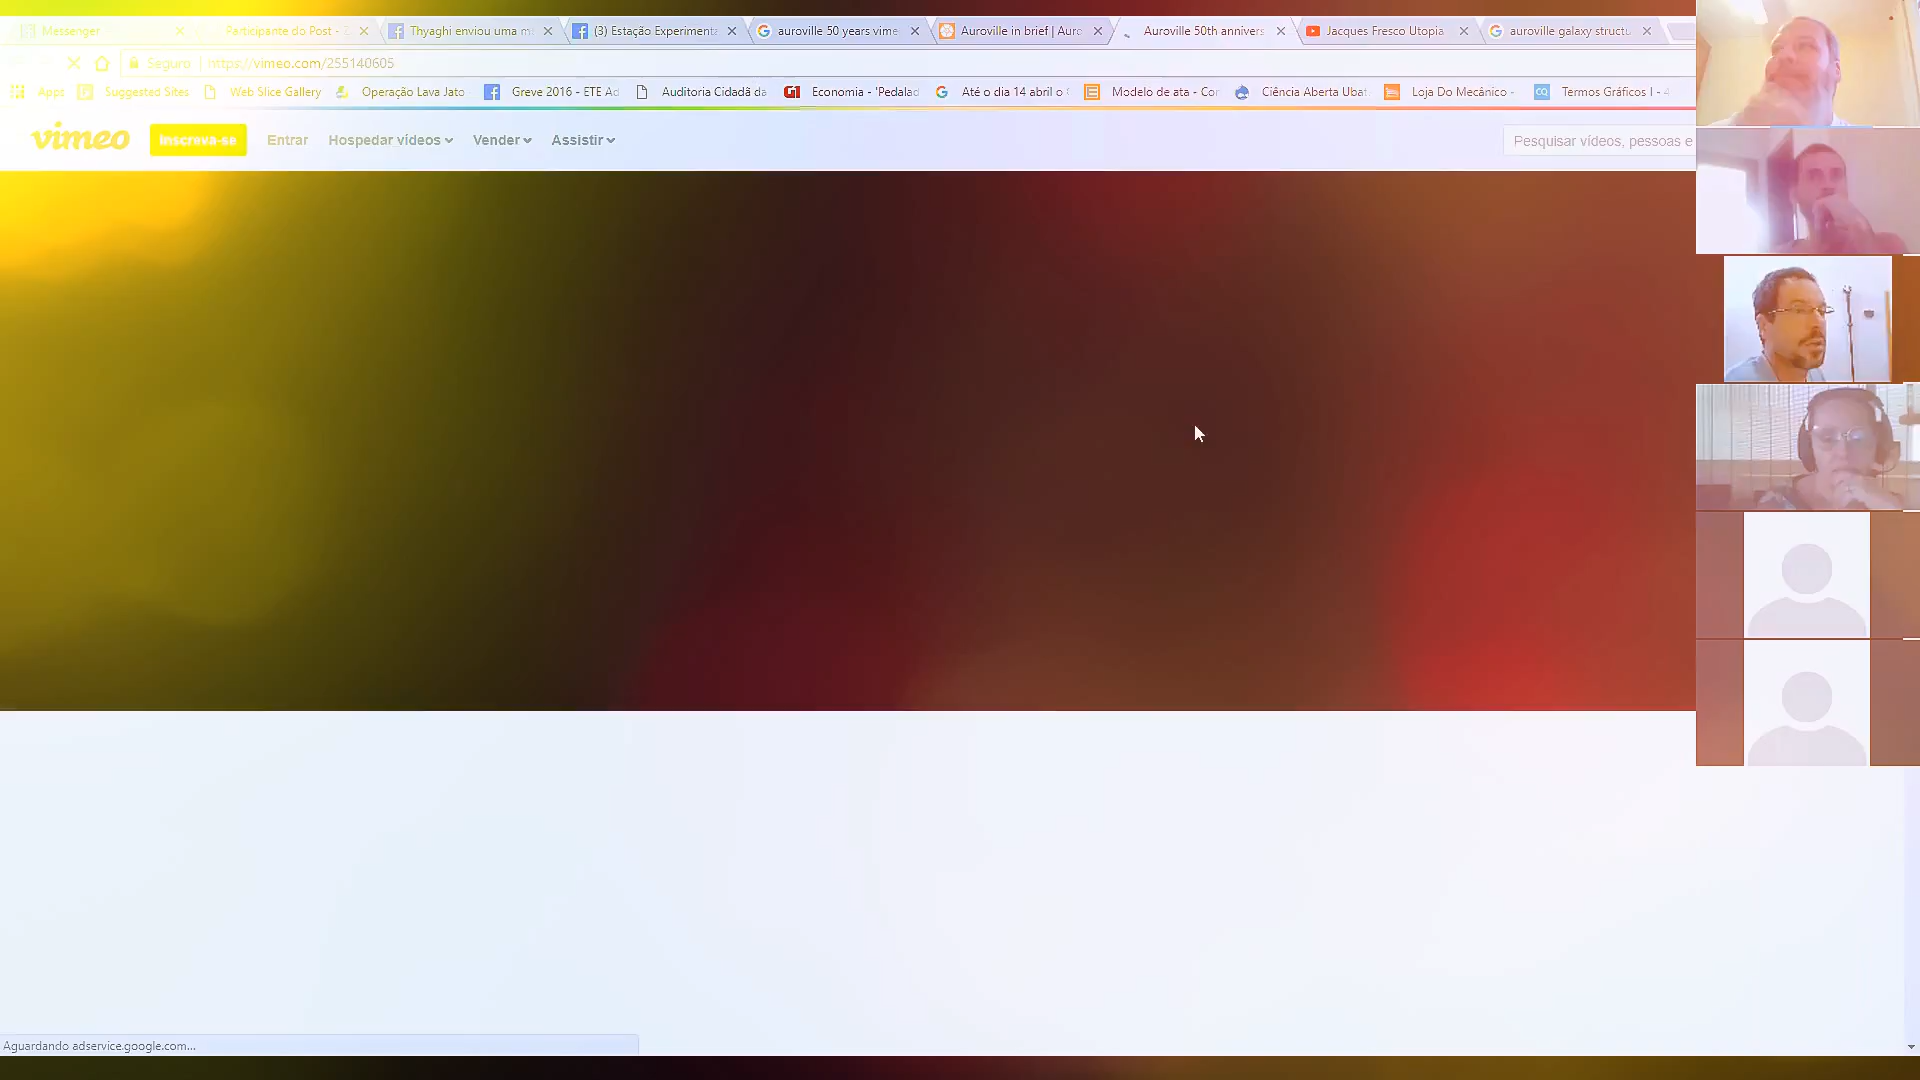 Messenger
Participante do Post - Z
Thyaghi enviou uma m
(3) Estação Experimenta
auroville 50 years vime
Auroville in brief | Auro
Auroville 50th annivers
Jacques Fresco Utopia
auroville galaxy structu
Seguro
https://vimeo.com/255140605
Apps
Suggested Sites
Web Slice Gallery
Operação Lava Jato
Greve 2016 - ETE Ad
Auditoria Cidadã da
Economia - 'Pedalad
Até o dia 14 abril o
Modelo de ata - Cor
Ciência Aberta Ubat
Loja Do Mecânico -
Termos Gráficos I -
vimeo
Inscreva-se
Entrar
Hospedar vídeos
Vender
Assistir
Pesquisar vídeos, pessoas e
Aguardando adservice.google.com...